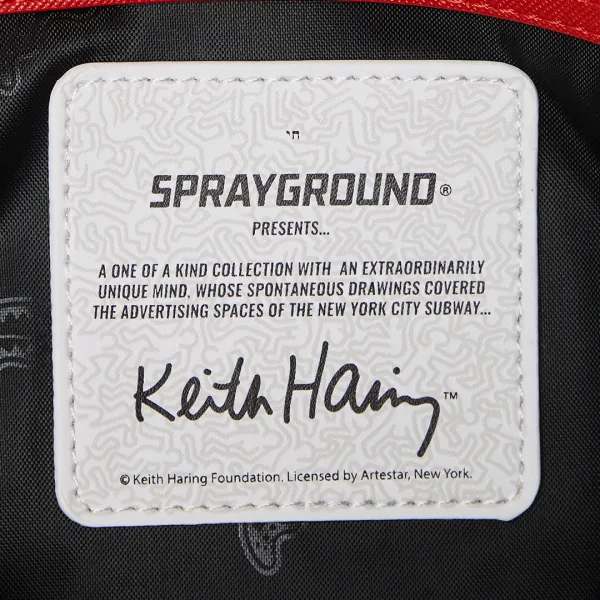 חי
SPRAYGROUND®
PRESENTS...
A ONE OF A KIND COLLECTION WITH AN EXTRAORDINARILY
UNIQUE MIND, WHOSE SPONTANEOUS DRAWINGS COVERED
THE ADVERTISING SPACES OF THE NEW YORK CITY SUBWAY...
Keith Haring™
© Keith Haring Foundation. Licensed by Artestar, New York.